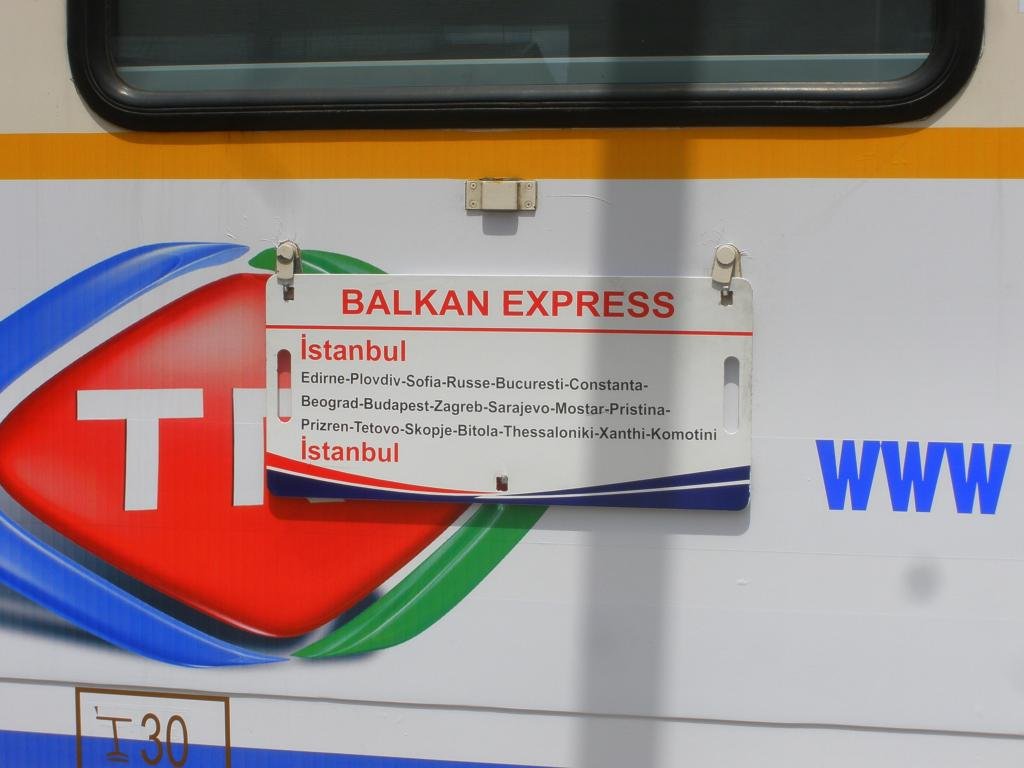 BALKAN EXPRESS
İstanbul
Edirne-Plovdiv-Sofia-Russe-Bucuresti-Constanta-
Beograd-Budapest-Zagreb-Sarajevo-Mostar-Pristina-
Prizren-Tetovo-Skopje-Bitola-Thessaloniki-Xanthi-Komotini
İstanbul
WWW
30